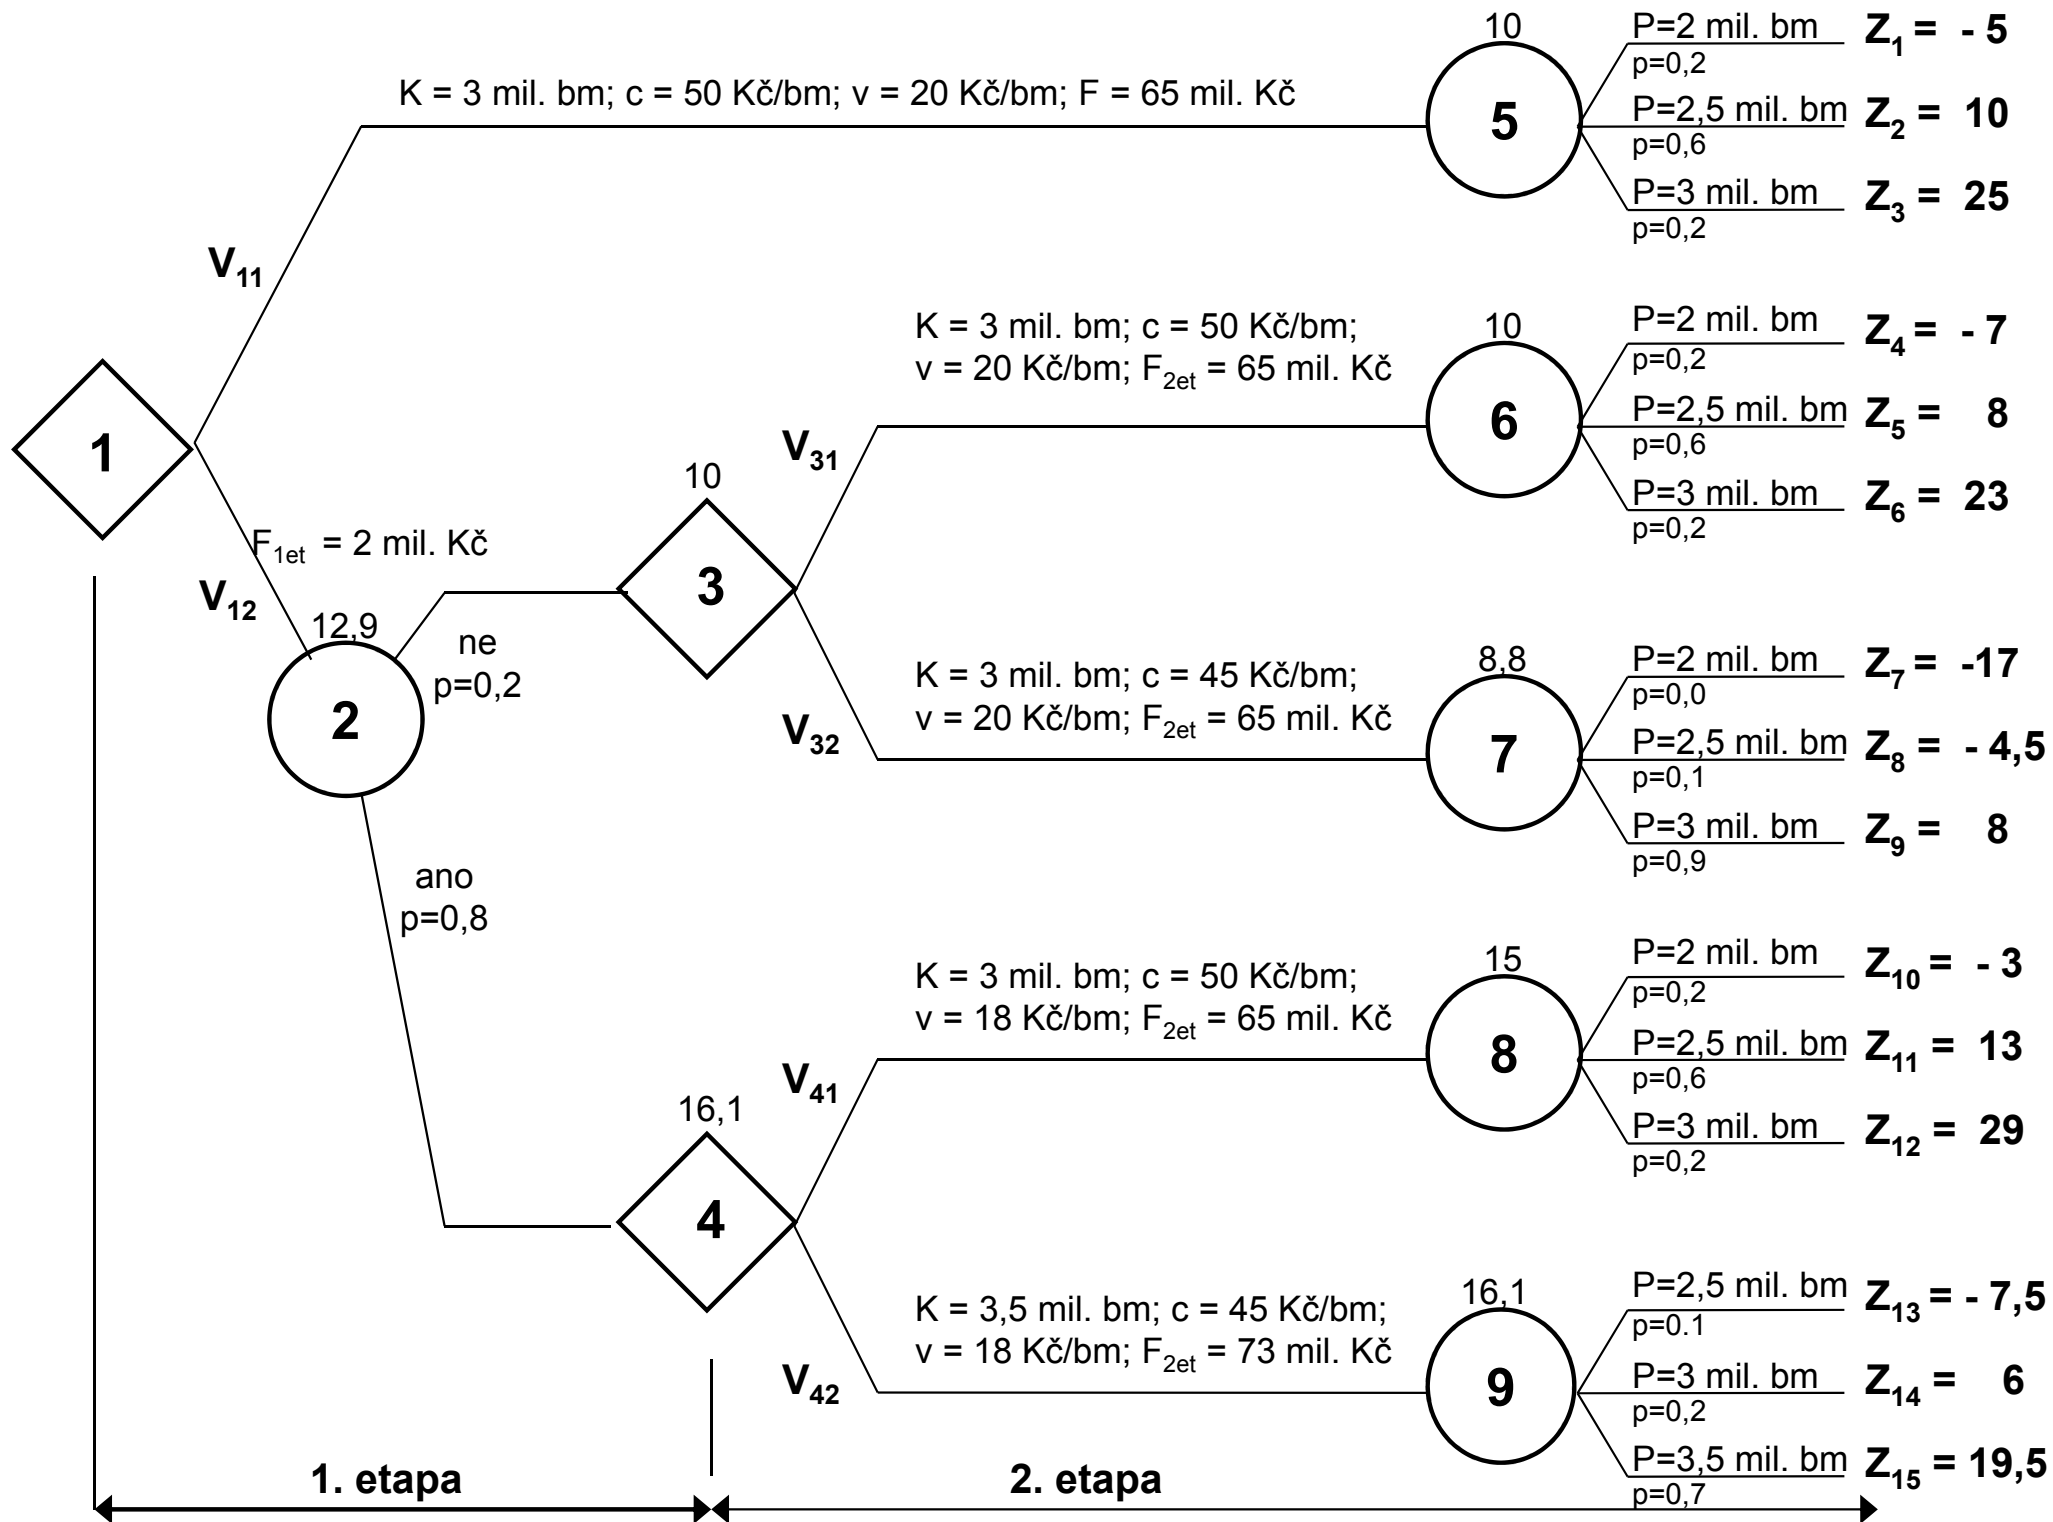 10
P=2 mil. bm
Z1 = - 5
p=0,2
K = 3 mil. bm; c = 50 Kč/bm; v = 20 Kč/bm; F = 65 mil. Kč
5
P=2,5 mil. bm
Z2 = 10
p=0,6
P=3 mil. bm
Z3 = 25
p=0,2
V11
K = 3 mil. bm; c = 50 Kč/bm;
v = 20 Kč/bm; F2et = 65 mil. Kč
10
P=2 mil. bm
Z4 = - 7
p=0,2
1
V31
6
P=2,5 mil. bm
Z5 = 8
p=0,6
10
P=3 mil. bm
Z6 = 23
p=0,2
F1et = 2 mil. Kč
3
V12
12,9
ne
p=0,2
2
K = 3 mil. bm; c = 45 Kč/bm;
v = 20 Kč/bm; F2et = 65 mil. Kč
V32
8,8
P=2 mil. bm
Z7 = -17
p=0,0
7
P=2,5 mil. bm
Z8 = - 4,5
p=0,1
P=3 mil. bm
Z9 = 8
p=0,9
ano
p=0,8
K = 3 mil. bm; c = 50 Kč/bm;
v = 18 Kč/bm; F2et = 65 mil. Kč
15
P=2 mil. bm
Z10 = - 3
p=0,2
V41
8
P=2,5 mil. bm
Z11 = 13
p=0,6
16,1
P=3 mil. bm
Z12 = 29
p=0,2
4
K = 3,5 mil. bm; c = 45 Kč/bm;
v = 18 Kč/bm; F2et = 73 mil. Kč
V42
16,1
P=2,5 mil. bm
Z13 = - 7,5
p=0.1
9
P=3 mil. bm
Z14 = 6
p=0,2
P=3,5 mil. bm
Z15 = 19,5
p=0,7
1. etapa
2. etapa